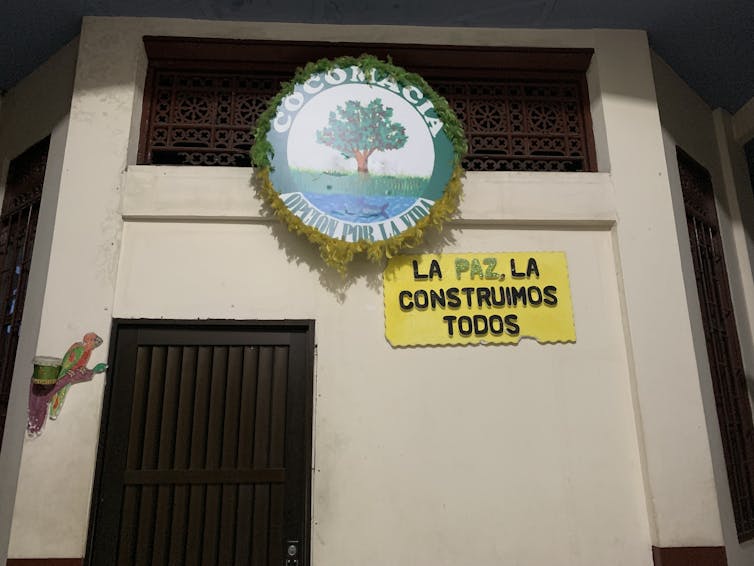 COCOMACIA
OPCION POR LA VIDA
LA PAZ, LA
CONSTRUIMOS
TODOS